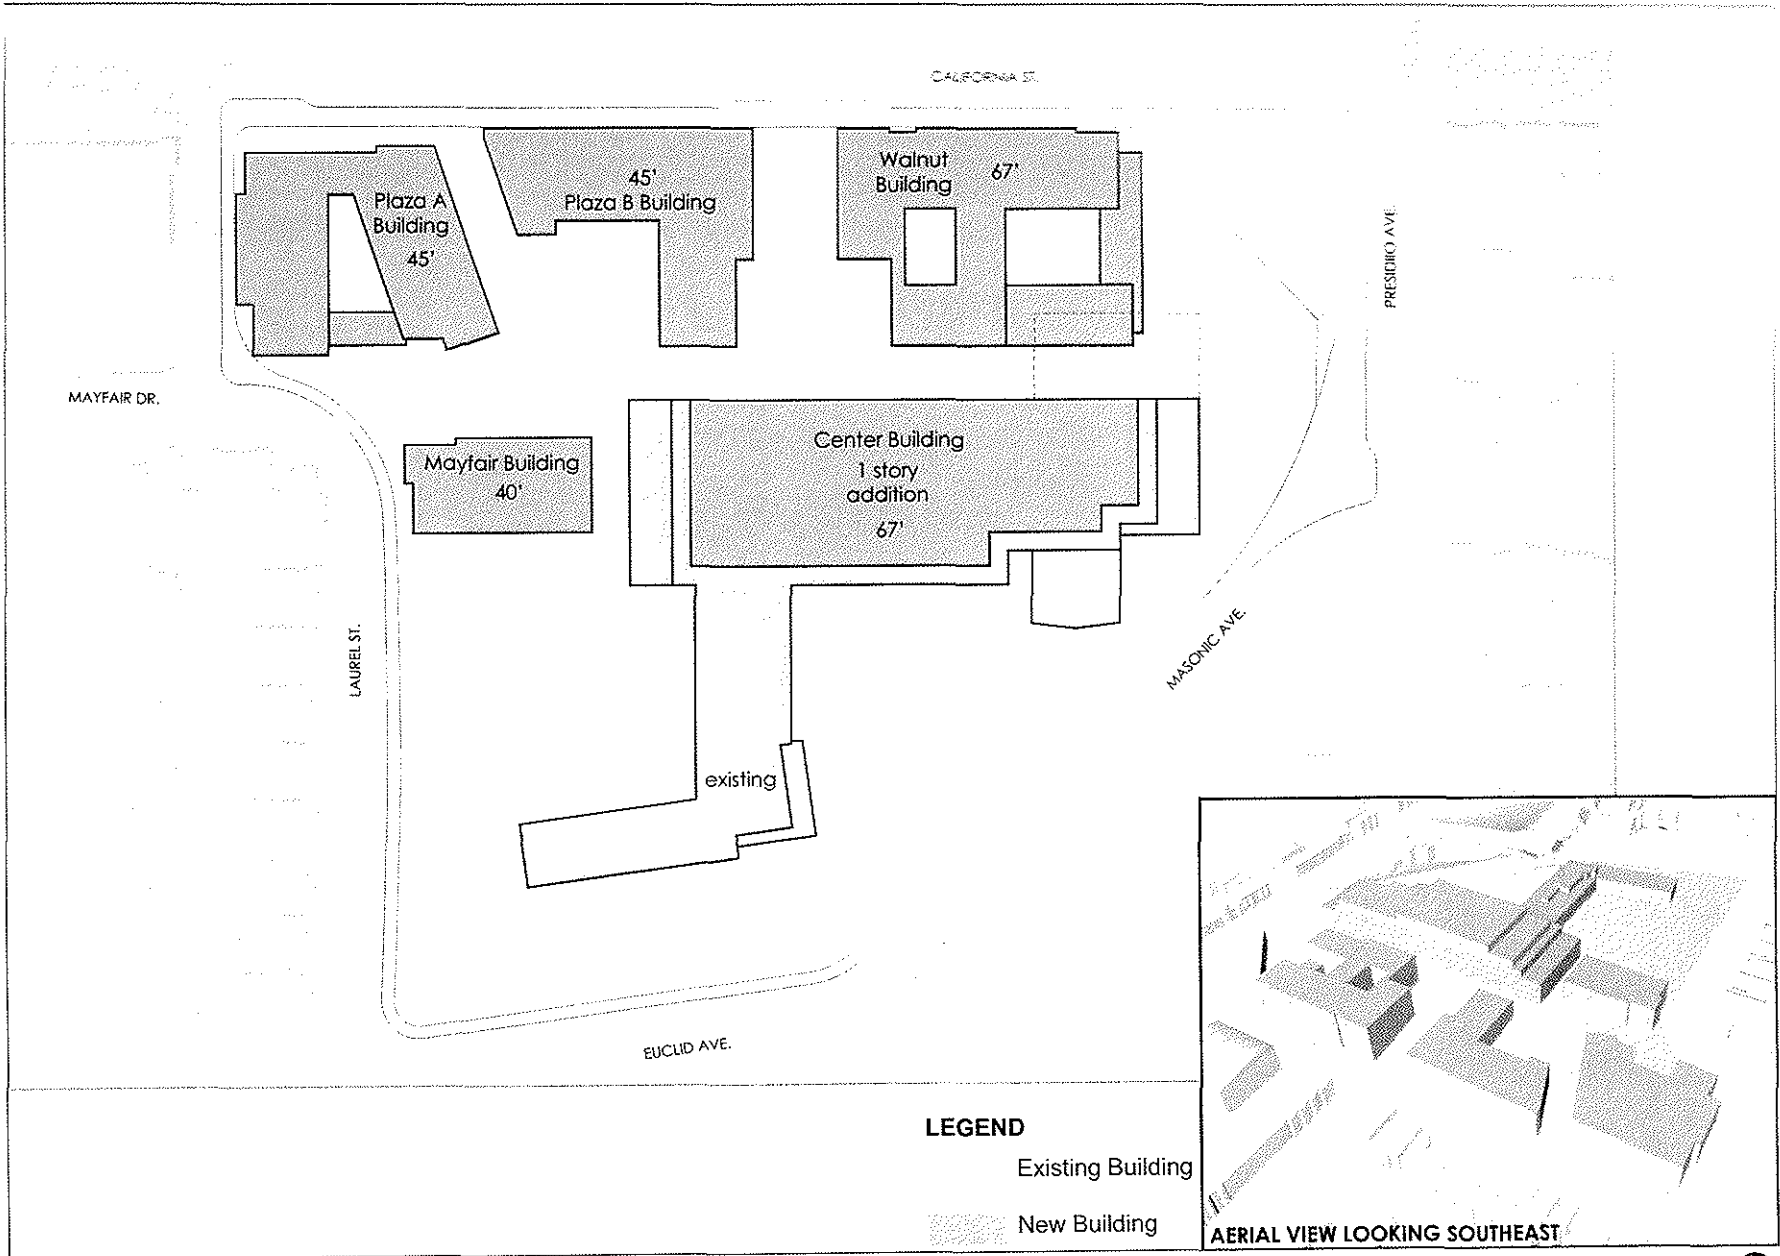 CALIFORNIA ST.
Plaza A
Building
45'
45'
Plaza B Building
Walnut
Building
67'
PRESIDIO AVE.
MAYFAIR DR.
Mayfair Building
40'
Center Building
1 story
addition
67'
LAUREL ST.
MASONIC AVE.
existing
EUCLID AVE.
LEGEND
Existing Building
New Building
AERIAL VIEW LOOKING SOUTHEAST